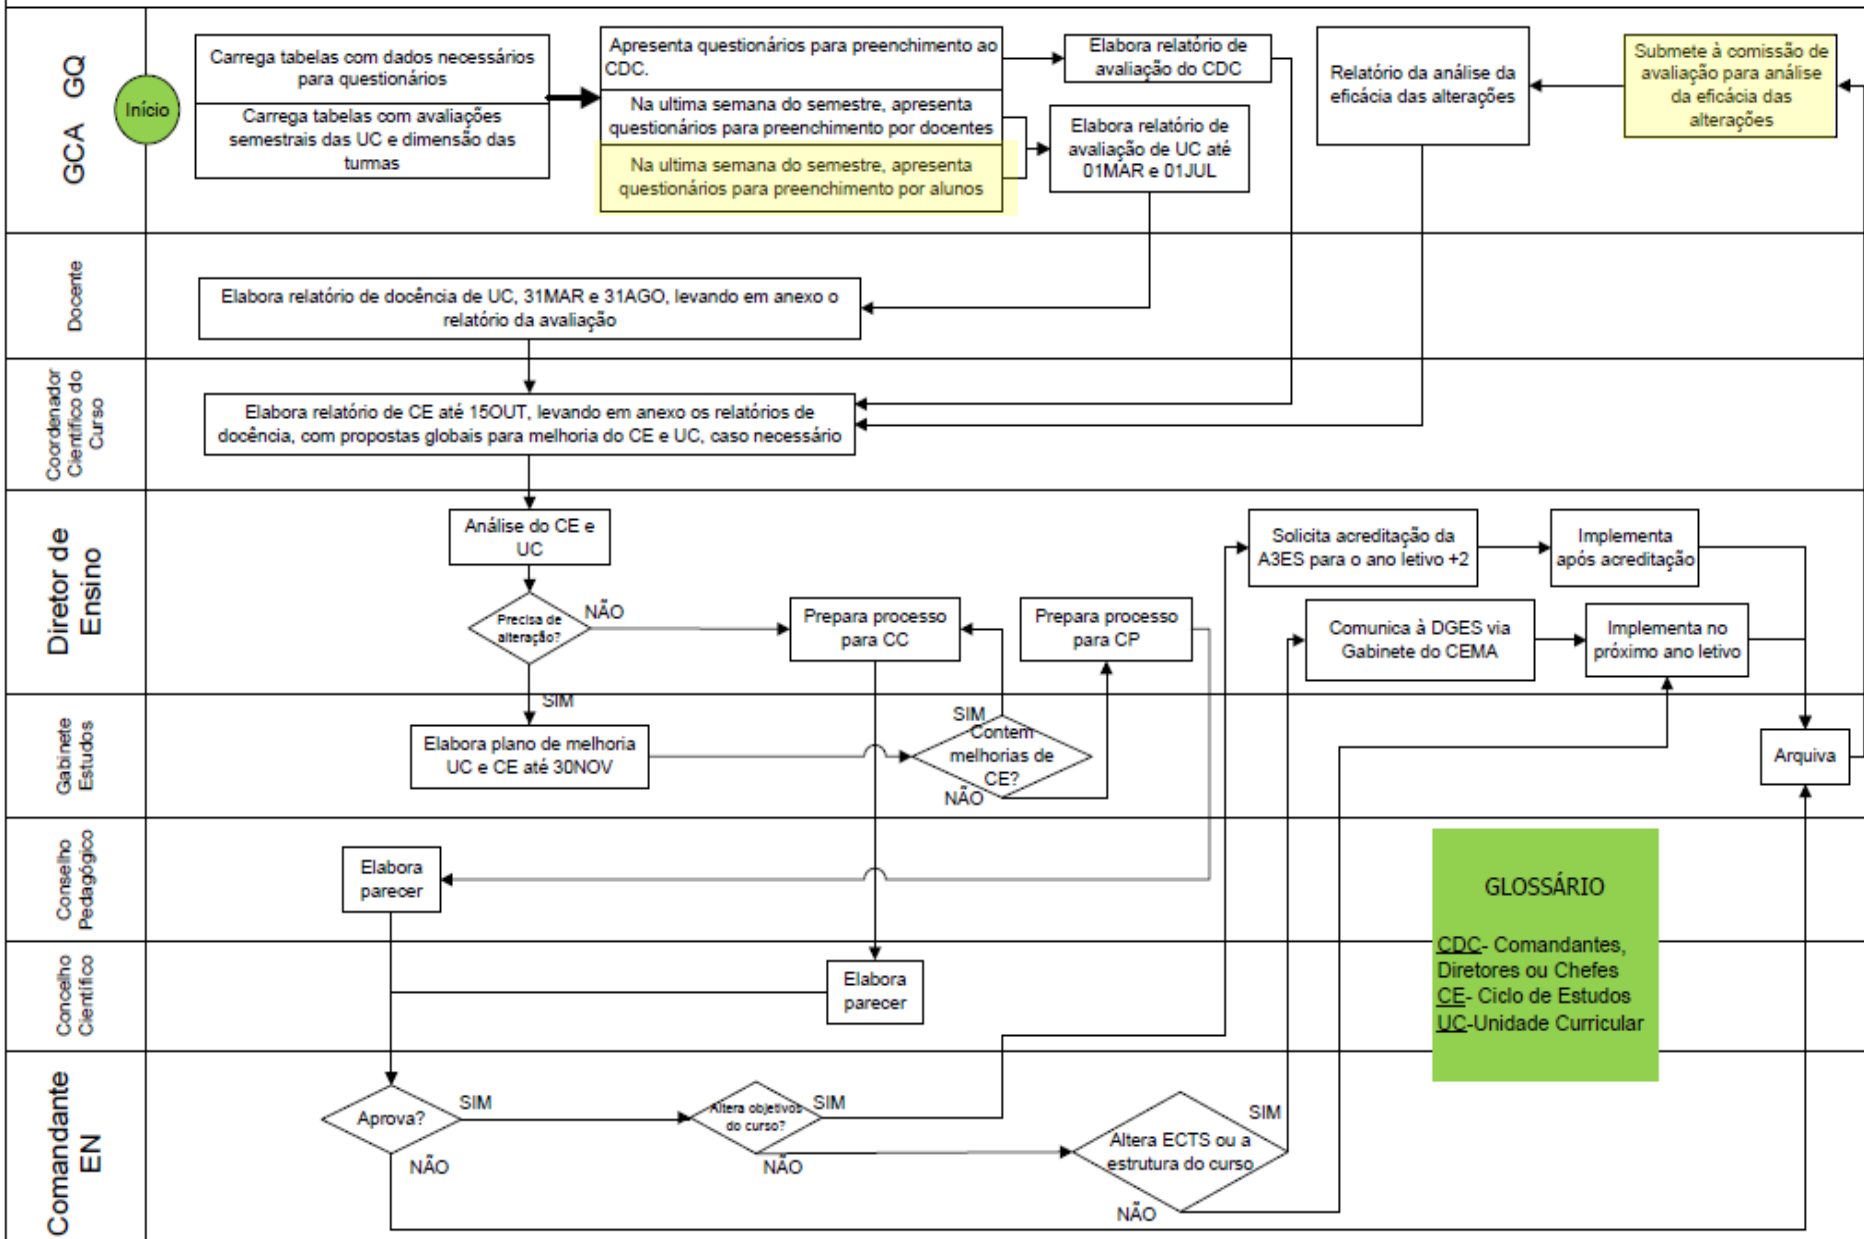 GCA GQ
Início
Carrega tabelas com dados necessários
para questionários
Carrega tabelas com avaliações
semestrais das UC e dimensão das
turmas
Apresenta questionários para preenchimento ao
CDC.
Na ultima semana do semestre, apresenta
questionários para preenchimento por docentes
Na ultima semana do semestre, apresenta
questionários para preenchimento por alunos
Elabora relatório de
avaliação do CDC
Elabora relatório de
avaliação de UC até
01MAR e 01JUL
Relatório da análise da
eficácia das alterações
Submete à comissão de
avaliação para análise
da eficácia das
alterações
Docente
Elabora relatório de docência de UC, 31MAR e 31AGO, levando em anexo o
relatório da avaliação
Coordenador
Cientifico do
Curso
Elabora relatório de CE até 15OUT, levando em anexo os relatórios de
docência, com propostas globais para melhoria do CE e UC, caso necessário
Diretor de
Ensino
Análise do CE e
UC
Precisa de
alteração?
NÃO
SIM
Prepara processo
para CC
Prepara processo
para CP
Solicita acreditação da
A3ES para o ano letivo +2
Implementa
após acreditação
Comunica à DGES via
Gabinete do CEMA
Implementa no
próximo ano letivo
Gabinete
Estudos
Elabora plano de melhoria
UC e CE até 30NOV
SIM
Contem
melhorias de
CE?
NÃO
Arquiva
Conselho
Pedagógico
Elabora
parecer
Concelho
Científico
Elabora
parecer
GLOSSÁRIO
CDC- Comandantes,
Diretores ou Chefes
CE- Ciclo de Estudos
UC-Unidade Curricular
Comandante
EN
Aprova?
SIM
NÃO
Altera objetivos
do curso?
SIM
NÃO
Altera ECTS ou a
estrutura do curso
SIM
NÃO